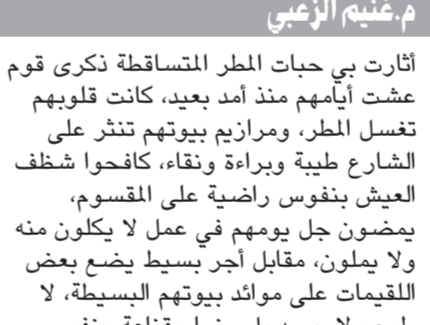 م.غنيم الزعبي
أثارت بي حبات المطر المتساقطة ذكرى قوم
عشت أيامهم منذ أمد بعيد، كانت قلوبهم
تغسل المطر، ومرازيم بيوتهم تنثر على
الشارع طيبة وبراءة ونقاء، كافحوا شظف
العيش بنفوس راضية على المقسوم،
يمضون جل يومهم في عمل لا يكلون منه
ولا يملون، مقابل أجر بسيط يضع بعض
اللقيمات على موائد بيوتهم البسيطة، لا